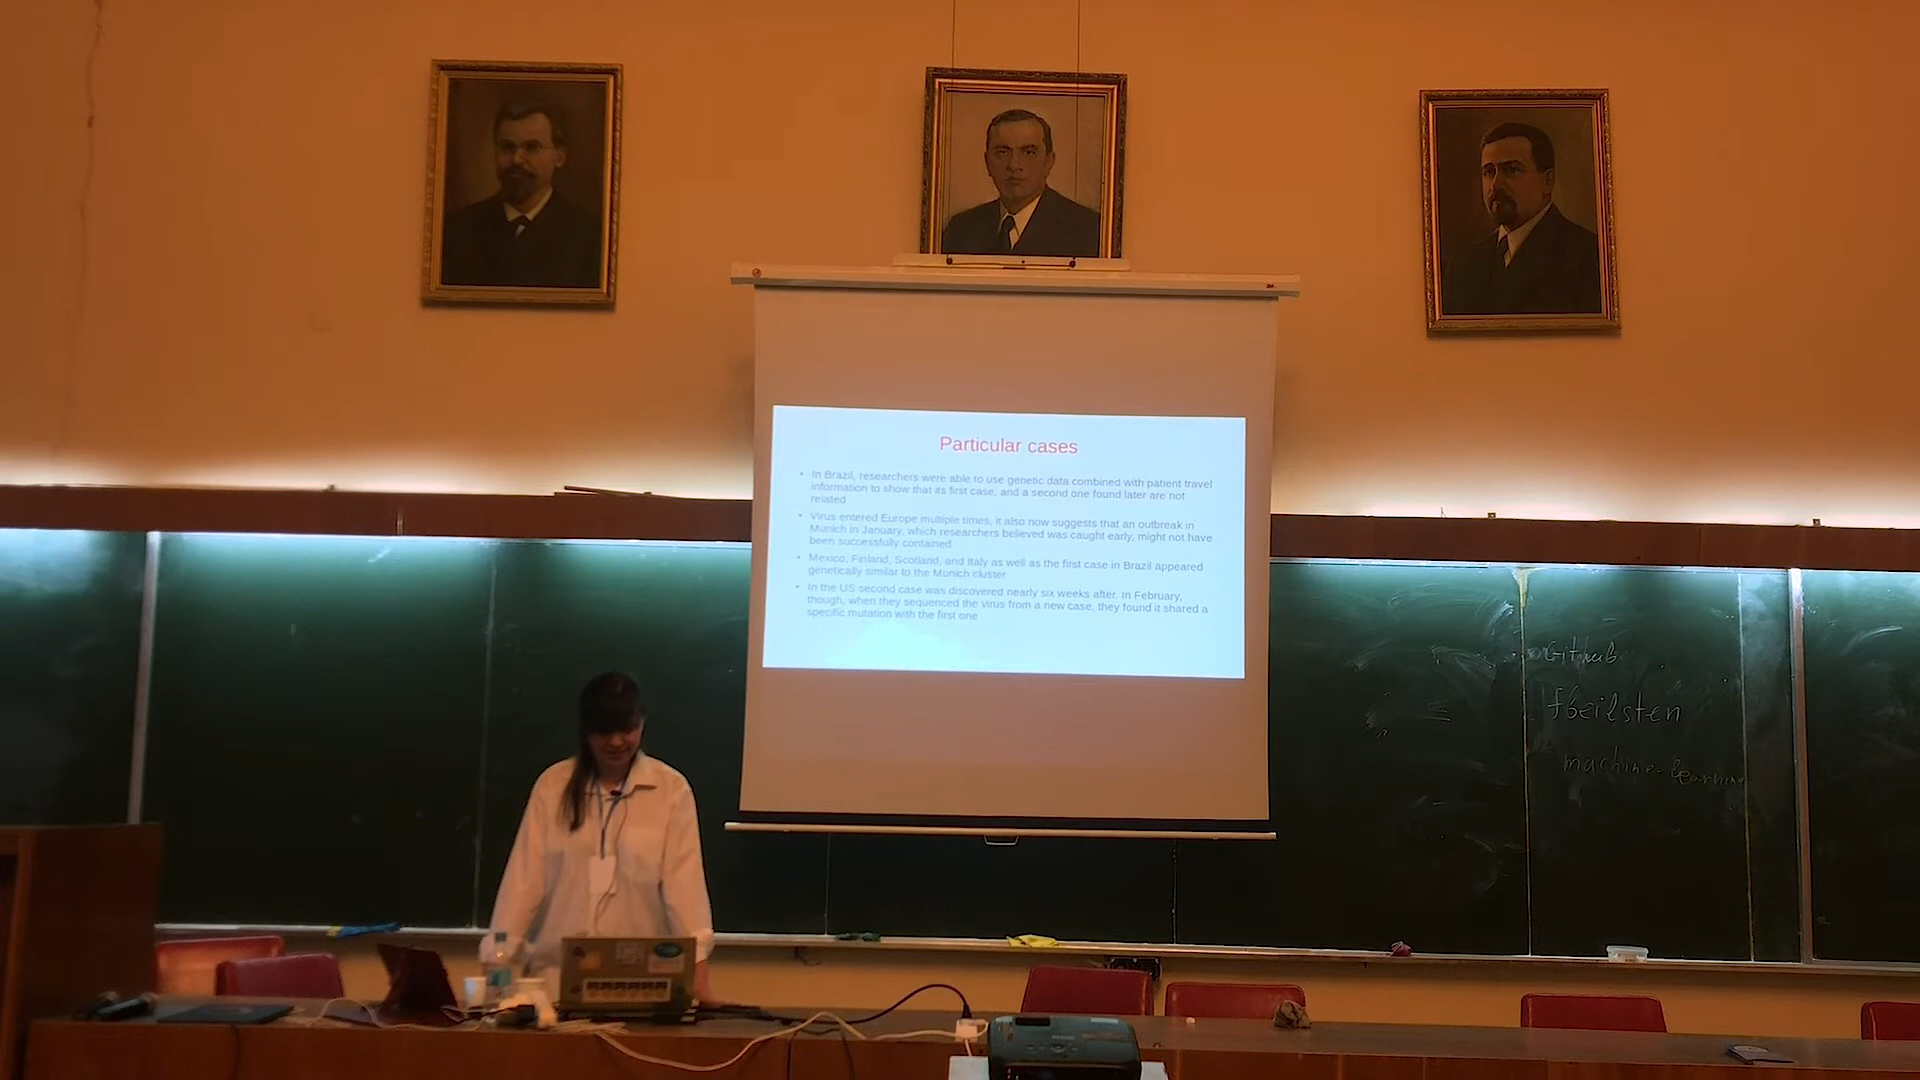 Particular cases
• In Brazil, researchers were able to use genetic data combined with patient travel
information to show that its first case, and a second one found later are not
related
• Virus entered Europe multiple times, it also now suggests that an outbreak in
Munich in January, which researchers believed was caught early, might not have
been successfully contained
• Mexico, Finland, Scotland, and Italy as well as the first case in Brazil appeared
genetically similar to the Munich cluster
• In the US second case was discovered nearly six weeks after. In February,
though, when they sequenced the virus from a new case, they found it shared a
specific mutation with the first one
GitHub
fbeilsten
machine-learning